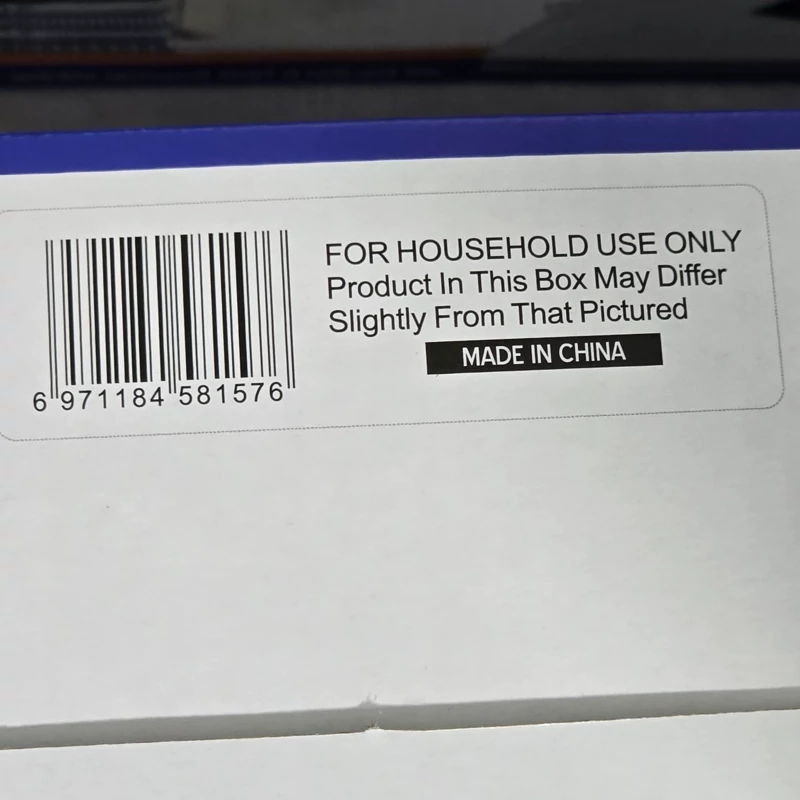 FOR HOUSEHOLD USE ONLY
Product In This Box May Differ
Slightly From That Pictured
MADE IN CHINA
6 971184 581576